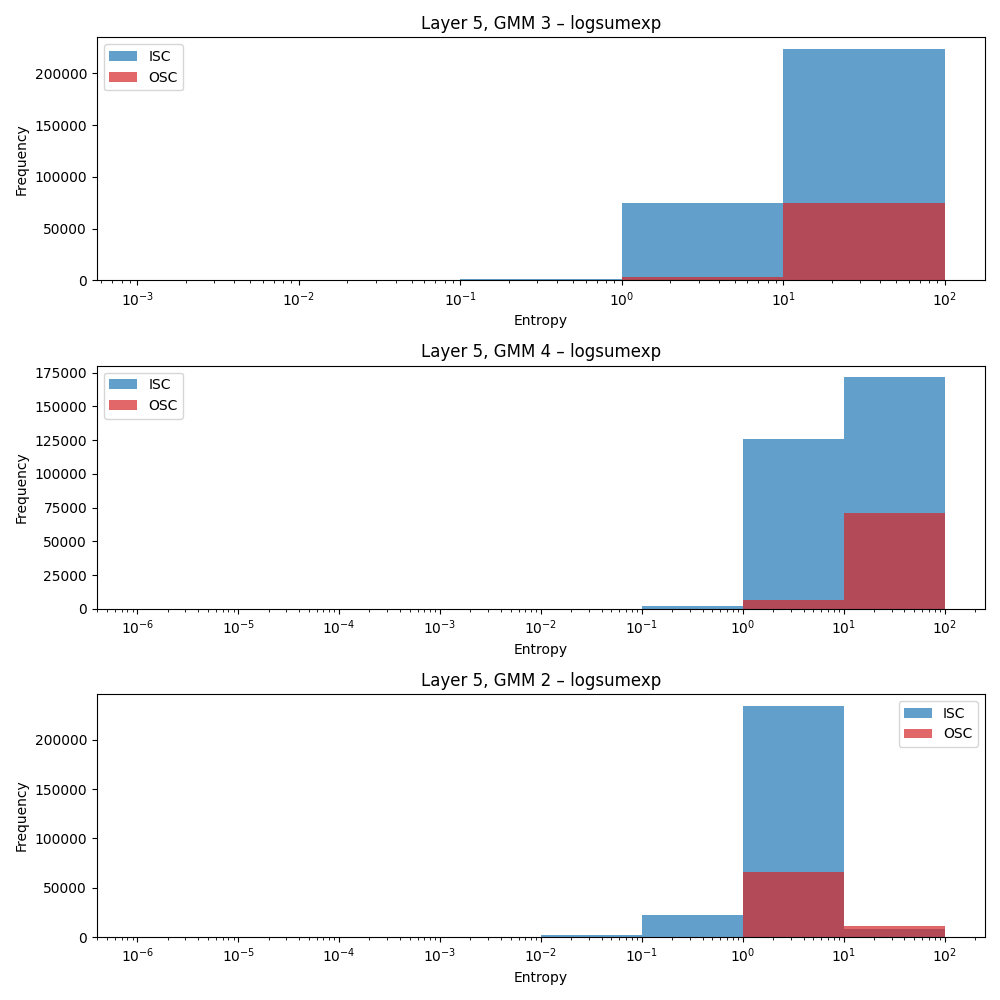 Layer 5, GMM 3 – logsumexp
ISC
OSC
Frequency
200000
150000
100000
50000
0
10⁻³ 10⁻² 10⁻¹ 10⁰ 10¹ 10²
Entropy
Layer 5, GMM 4 – logsumexp
ISC
OSC
Frequency
175000
150000
125000
100000
75000
50000
25000
0
10⁻⁶ 10⁻⁵ 10⁻⁴ 10⁻³ 10⁻² 10⁻¹ 10⁰ 10¹ 10²
Entropy
Layer 5, GMM 2 – logsumexp
ISC
OSC
Frequency
200000
150000
100000
50000
0
10⁻⁶ 10⁻⁵ 10⁻⁴ 10⁻³ 10⁻² 10⁻¹ 10⁰ 10¹ 10²
Entropy